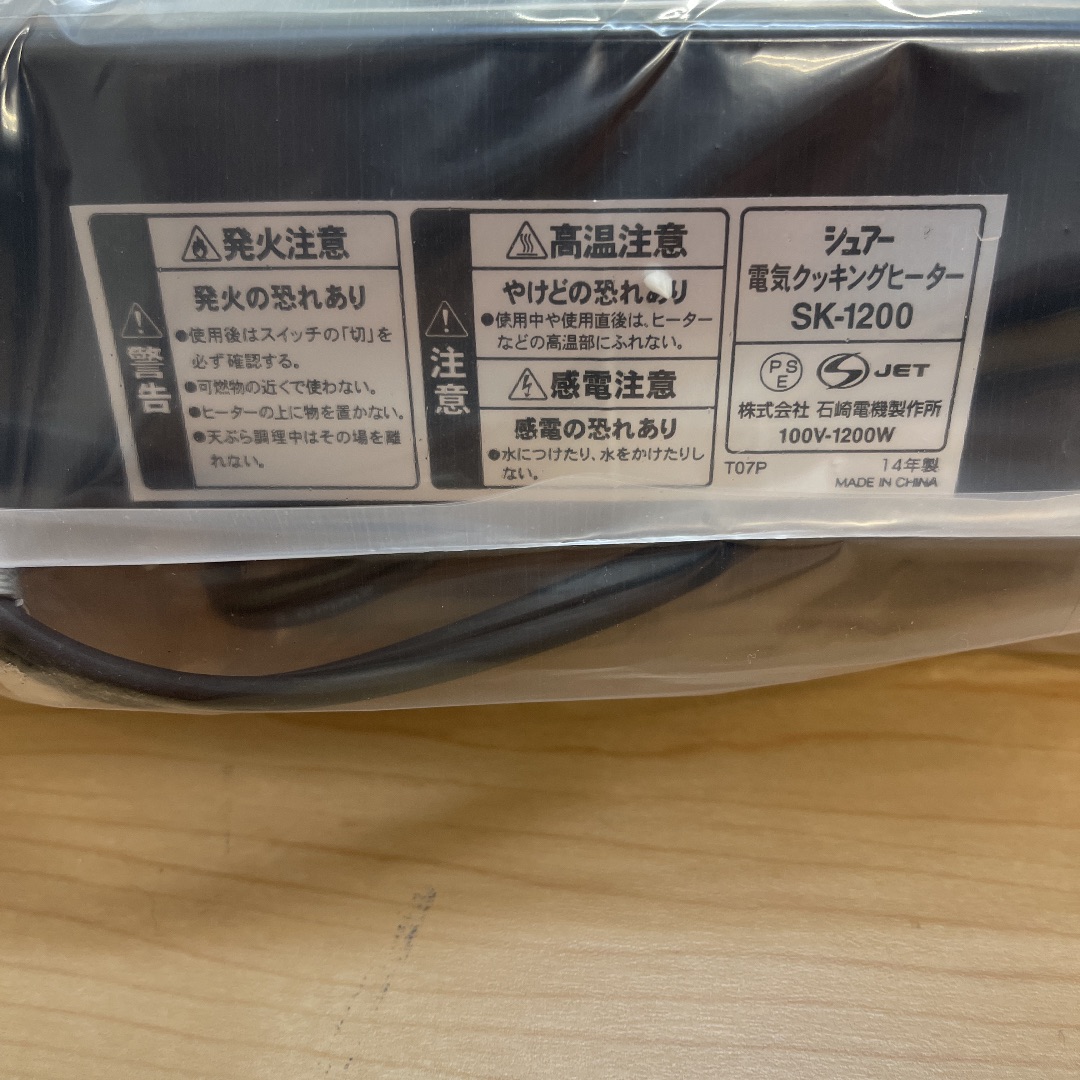 警告
発火注意
発火の恐れあり
●使用後はスイッチの「切」を
必ず確認する。
●可燃物の近くで使わない。
●ヒーターの上に物を置かない。
●天ぷら調理中はその場を離
れない。
注意
高温注意
やけどの恐れあり
●使用中や使用直後は、ヒーター
などの高温部にふれない。
感電注意
感電の恐れあり
●水につけたり、水をかけたりし
ない。
シュアー
電気クッキングヒーター
SK-1200
PSE JET
株式会社 石崎電機製作所
100V-1200W
T07P 14年製
MADE IN CHINA